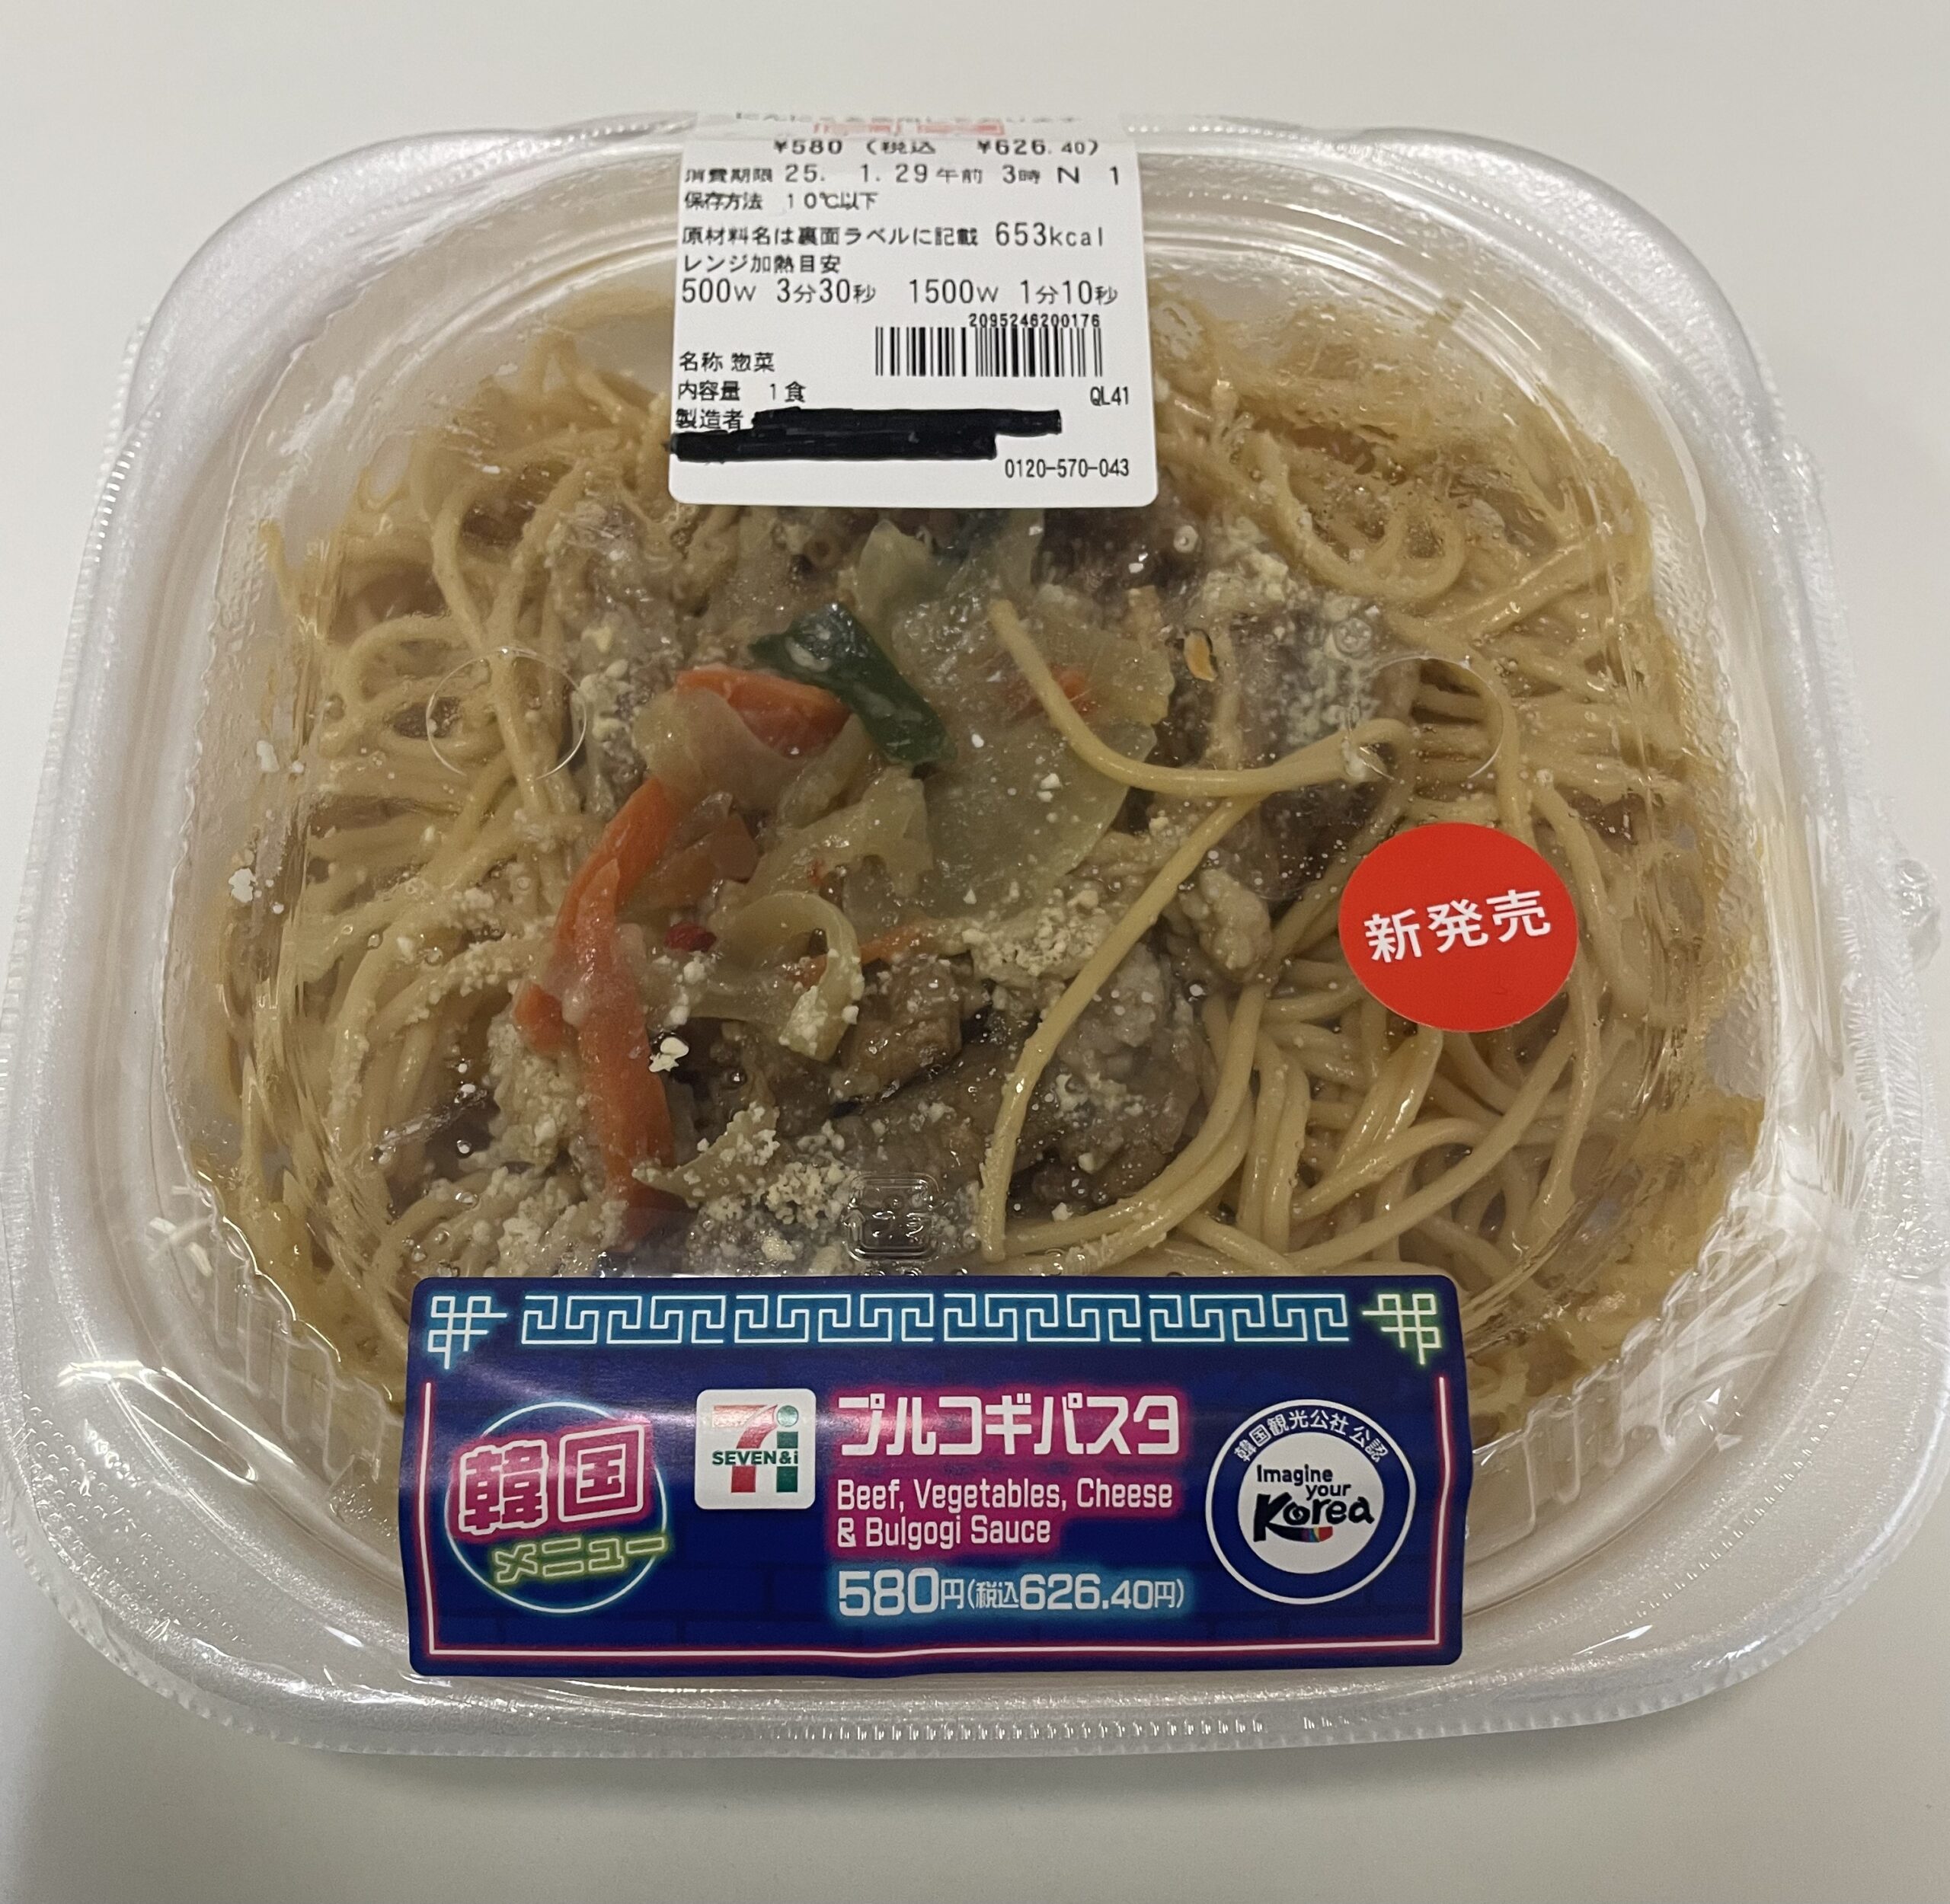 ¥580 (税込 ¥626.40)
消費期限 25. 1.29午前 3時 N 1
保存方法 10℃以下
原材料名は裏面ラベルに記載 653kcal
レンジ加熱目安
500W 3分30秒 1500W 1分10秒
2095246200176
名称 惣菜
内容量 1食
QL41
製造者
0120-570-043
新発売
韓国
メニュー
SEVEN&i
プルコギパスタ
Beef, Vegetables, Cheese
& Bulgogi Sauce
580円(税込626.40円)
韓国観光公社 公認
Imagine
your
Korea